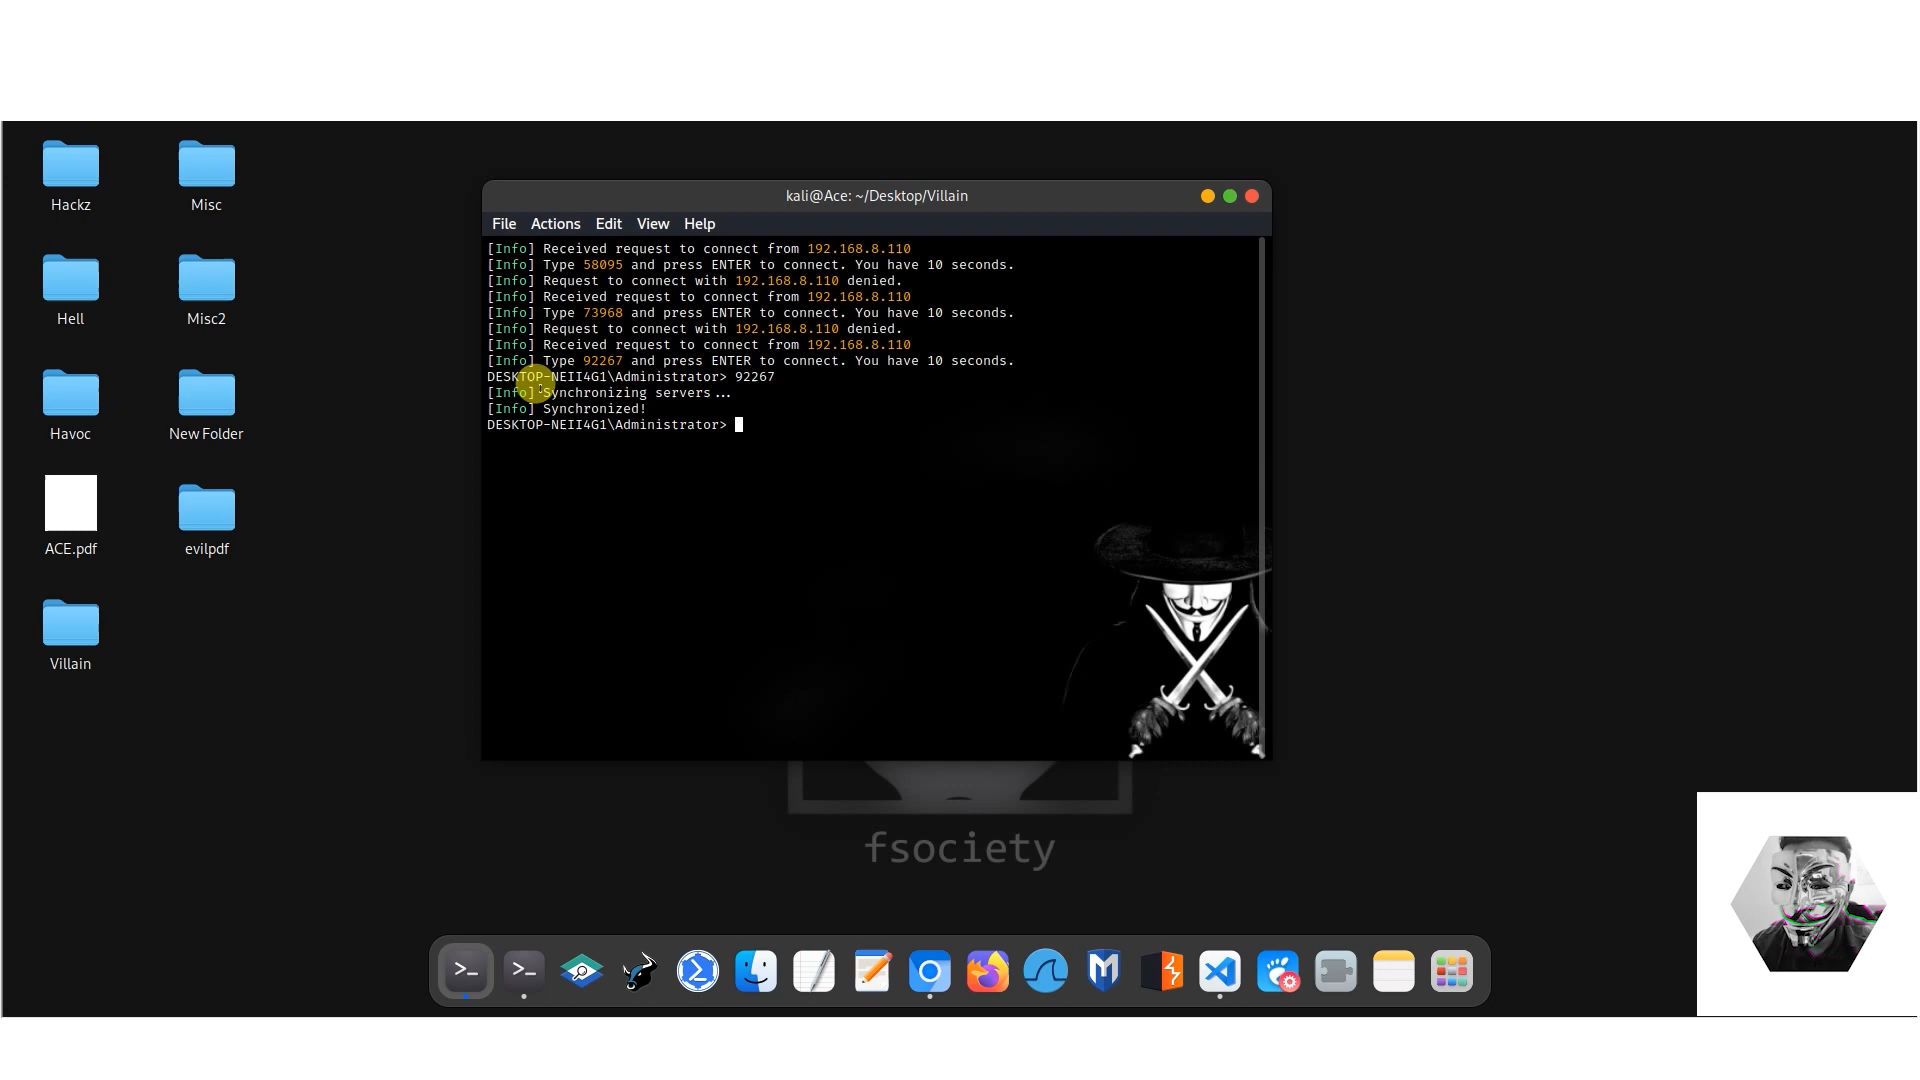 Hackz
Misc
Hell
Misc2
Havoc
New Folder
ACE.pdf
evilpdf
Villain
kali@Ace: ~/Desktop/Villain
File Actions Edit View Help
[Info] Received request to connect from 192.168.8.110
[Info] Type 58095 and press ENTER to connect. You have 10 seconds.
[Info] Request to connect with 192.168.8.110 denied.
[Info] Received request to connect from 192.168.8.110
[Info] Type 73968 and press ENTER to connect. You have 10 seconds.
[Info] Request to connect with 192.168.8.110 denied.
[Info] Received request to connect from 192.168.8.110
[Info] Type 92267 and press ENTER to connect. You have 10 seconds.
DESKTOP-NEII4G1\Administrator> 92267
[Info] Synchronizing servers...
[Info] Synchronized!
DESKTOP-NEII4G1\Administrator>
fsociety